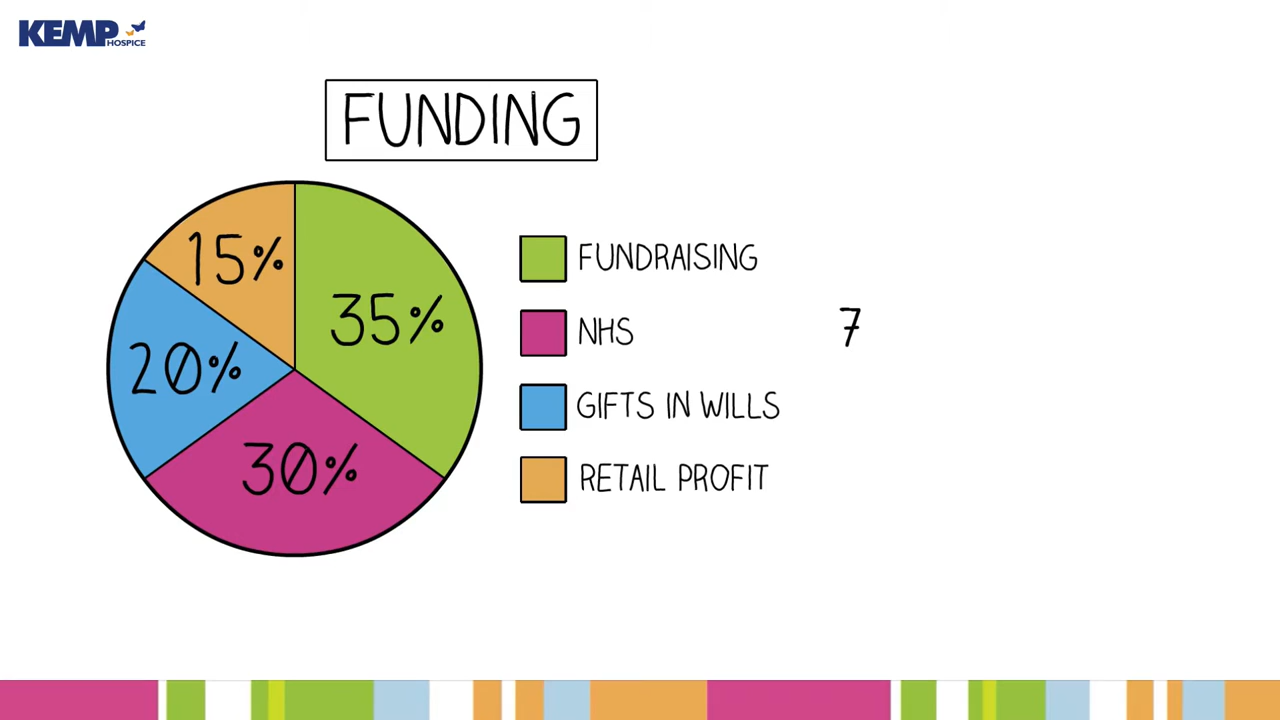 KEMP
HOSPICE
FUNDING
15%
35%
20%
30%
FUNDRAISING
NHS
7
GIFTS IN WILLS
RETAIL PROFIT